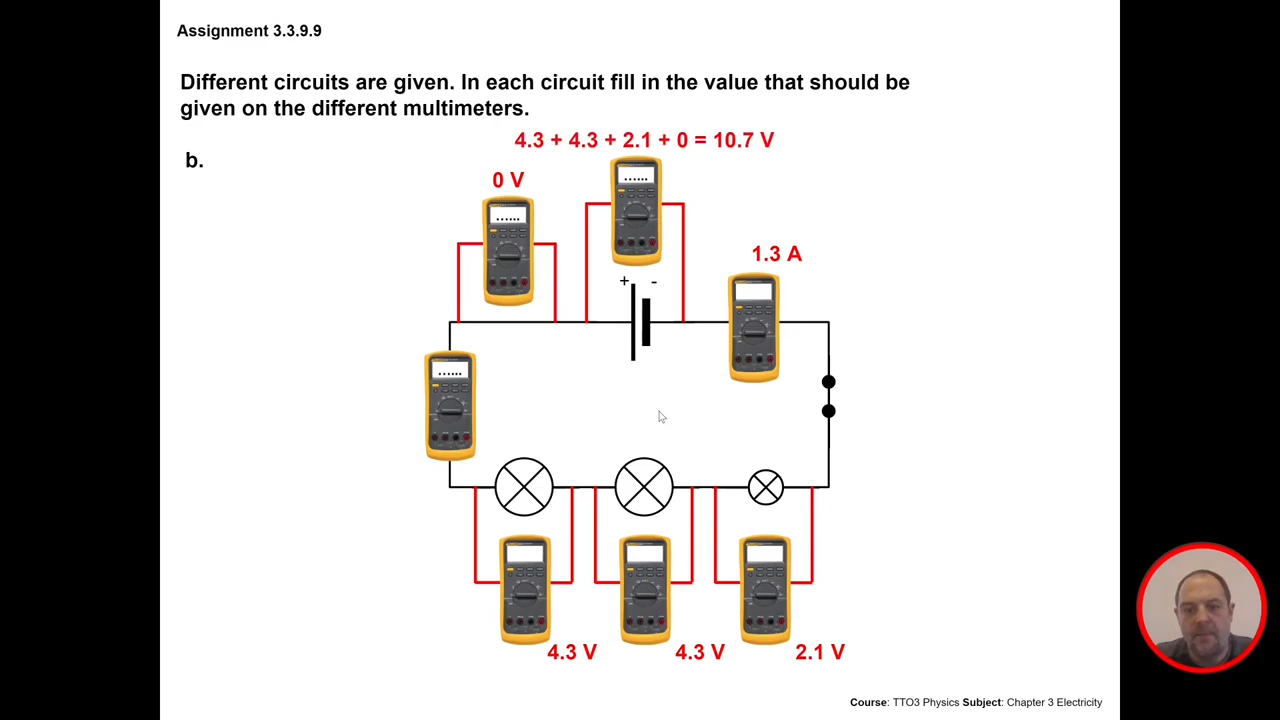 Assignment 3.3.9.9
Different circuits are given. In each circuit fill in the value that should be
given on the different multimeters.
b.
4.3 + 4.3 + 2.1 + 0 = 10.7 V
0 V
1.3 A
+ -
4.3 V
4.3 V
2.1 V
Course: TTO3 Physics Subject: Chapter 3 Electricity